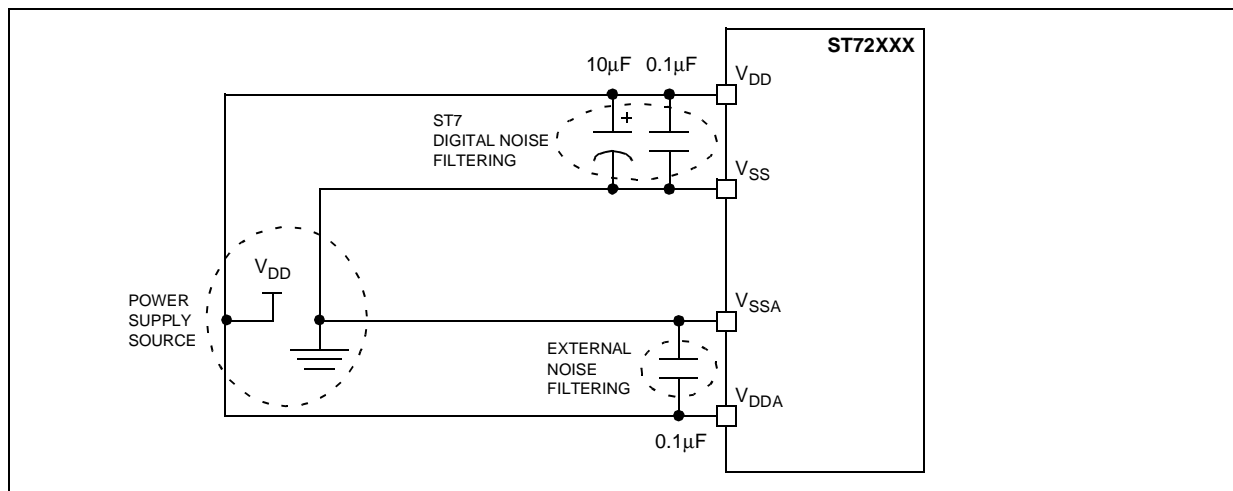 ST72XXX
10μF 0.1μF
VDD
ST7
DIGITAL NOISE
FILTERING
+
VSS
VDD
POWER
SUPPLY
SOURCE
VSSA
EXTERNAL
NOISE
FILTERING
VDDA
0.1μF